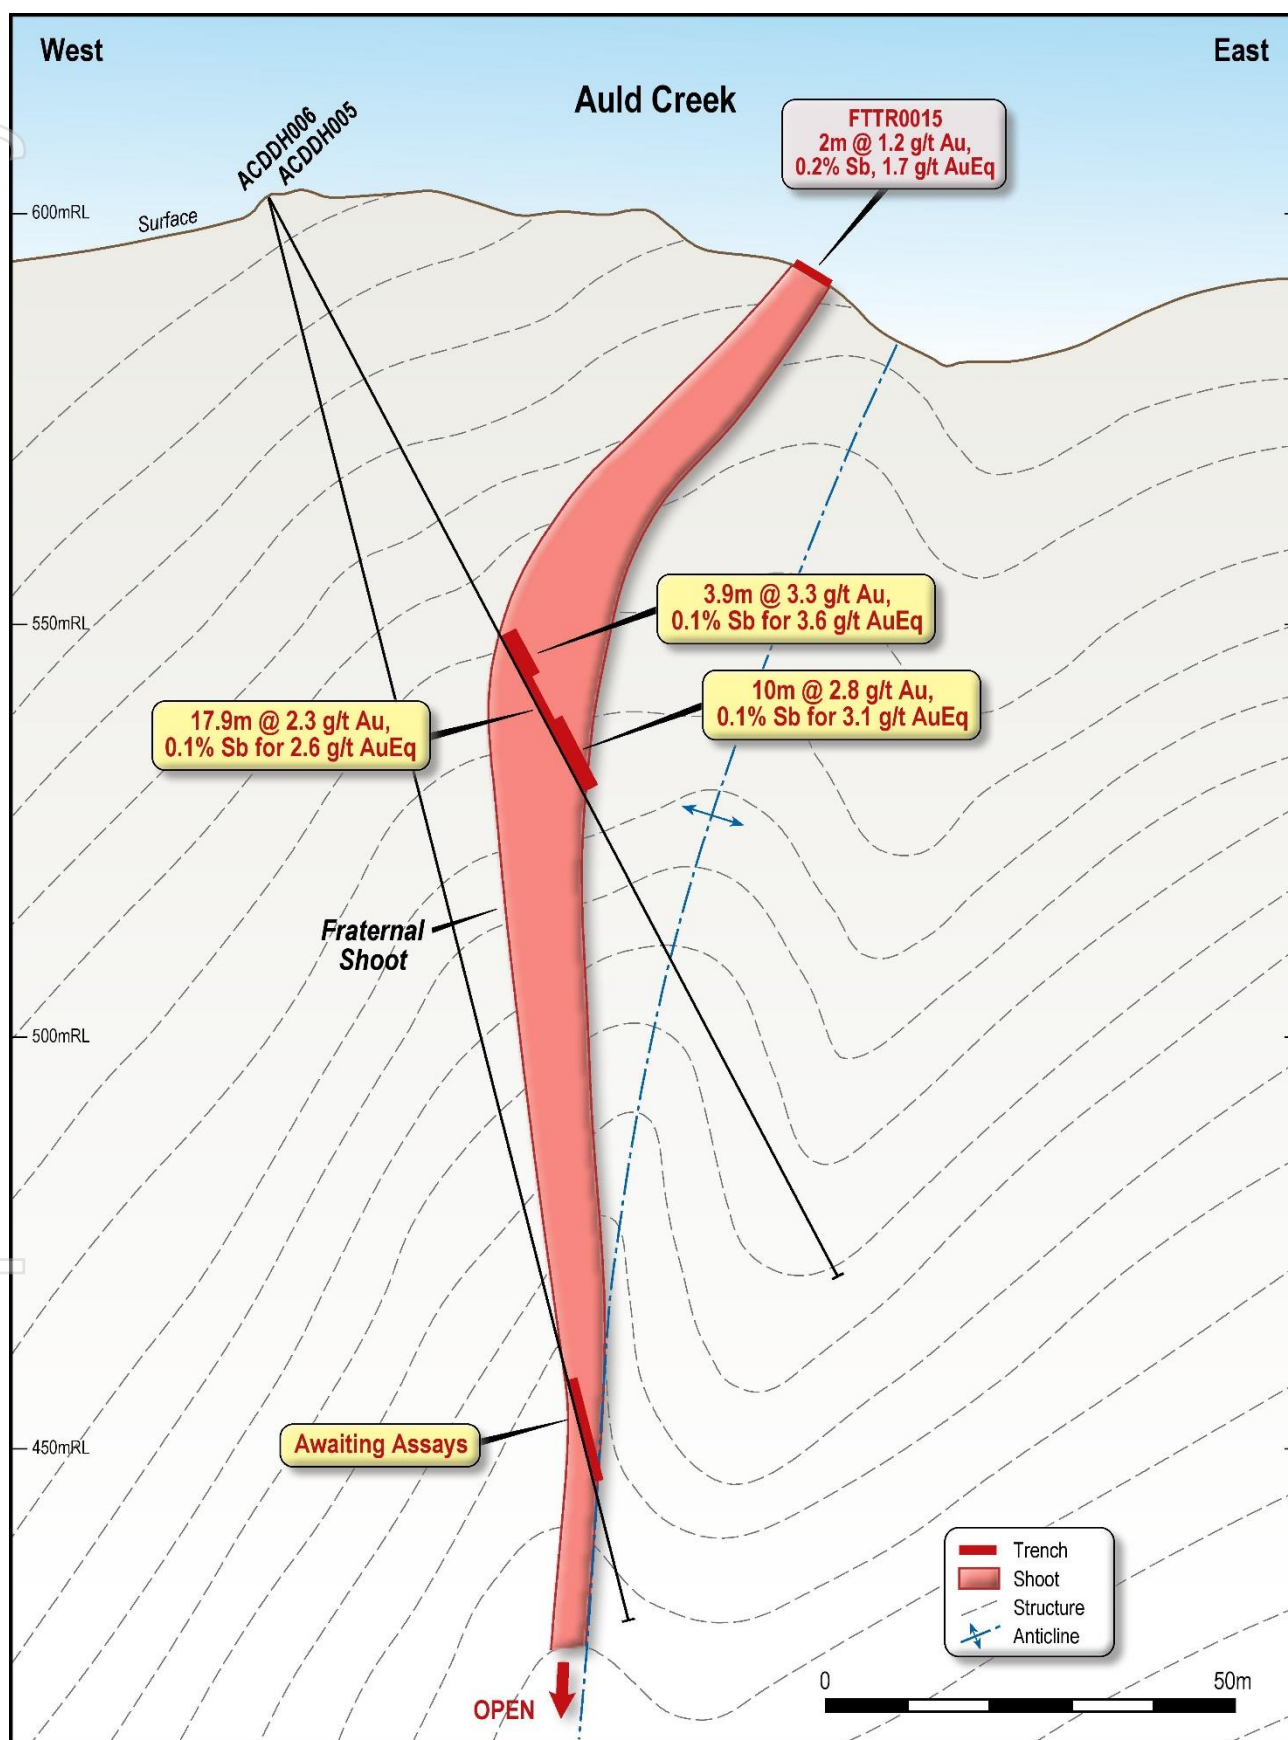 West
East
Auld Creek
ACDDH006
ACDDH005
FTTR0015
2m @ 1.2 g/t Au,
0.2% Sb, 1.7 g/t AuEq
600mRL
Surface
3.9m @ 3.3 g/t Au,
0.1% Sb for 3.6 g/t AuEq
550mRL
10m @ 2.8 g/t Au,
0.1% Sb for 3.1 g/t AuEq
17.9m @ 2.3 g/t Au,
0.1% Sb for 2.6 g/t AuEq
Fraternal
Shoot
500mRL
Awaiting Assays
450mRL
Trench
Shoot
Structure
Anticline
0
50m
OPEN